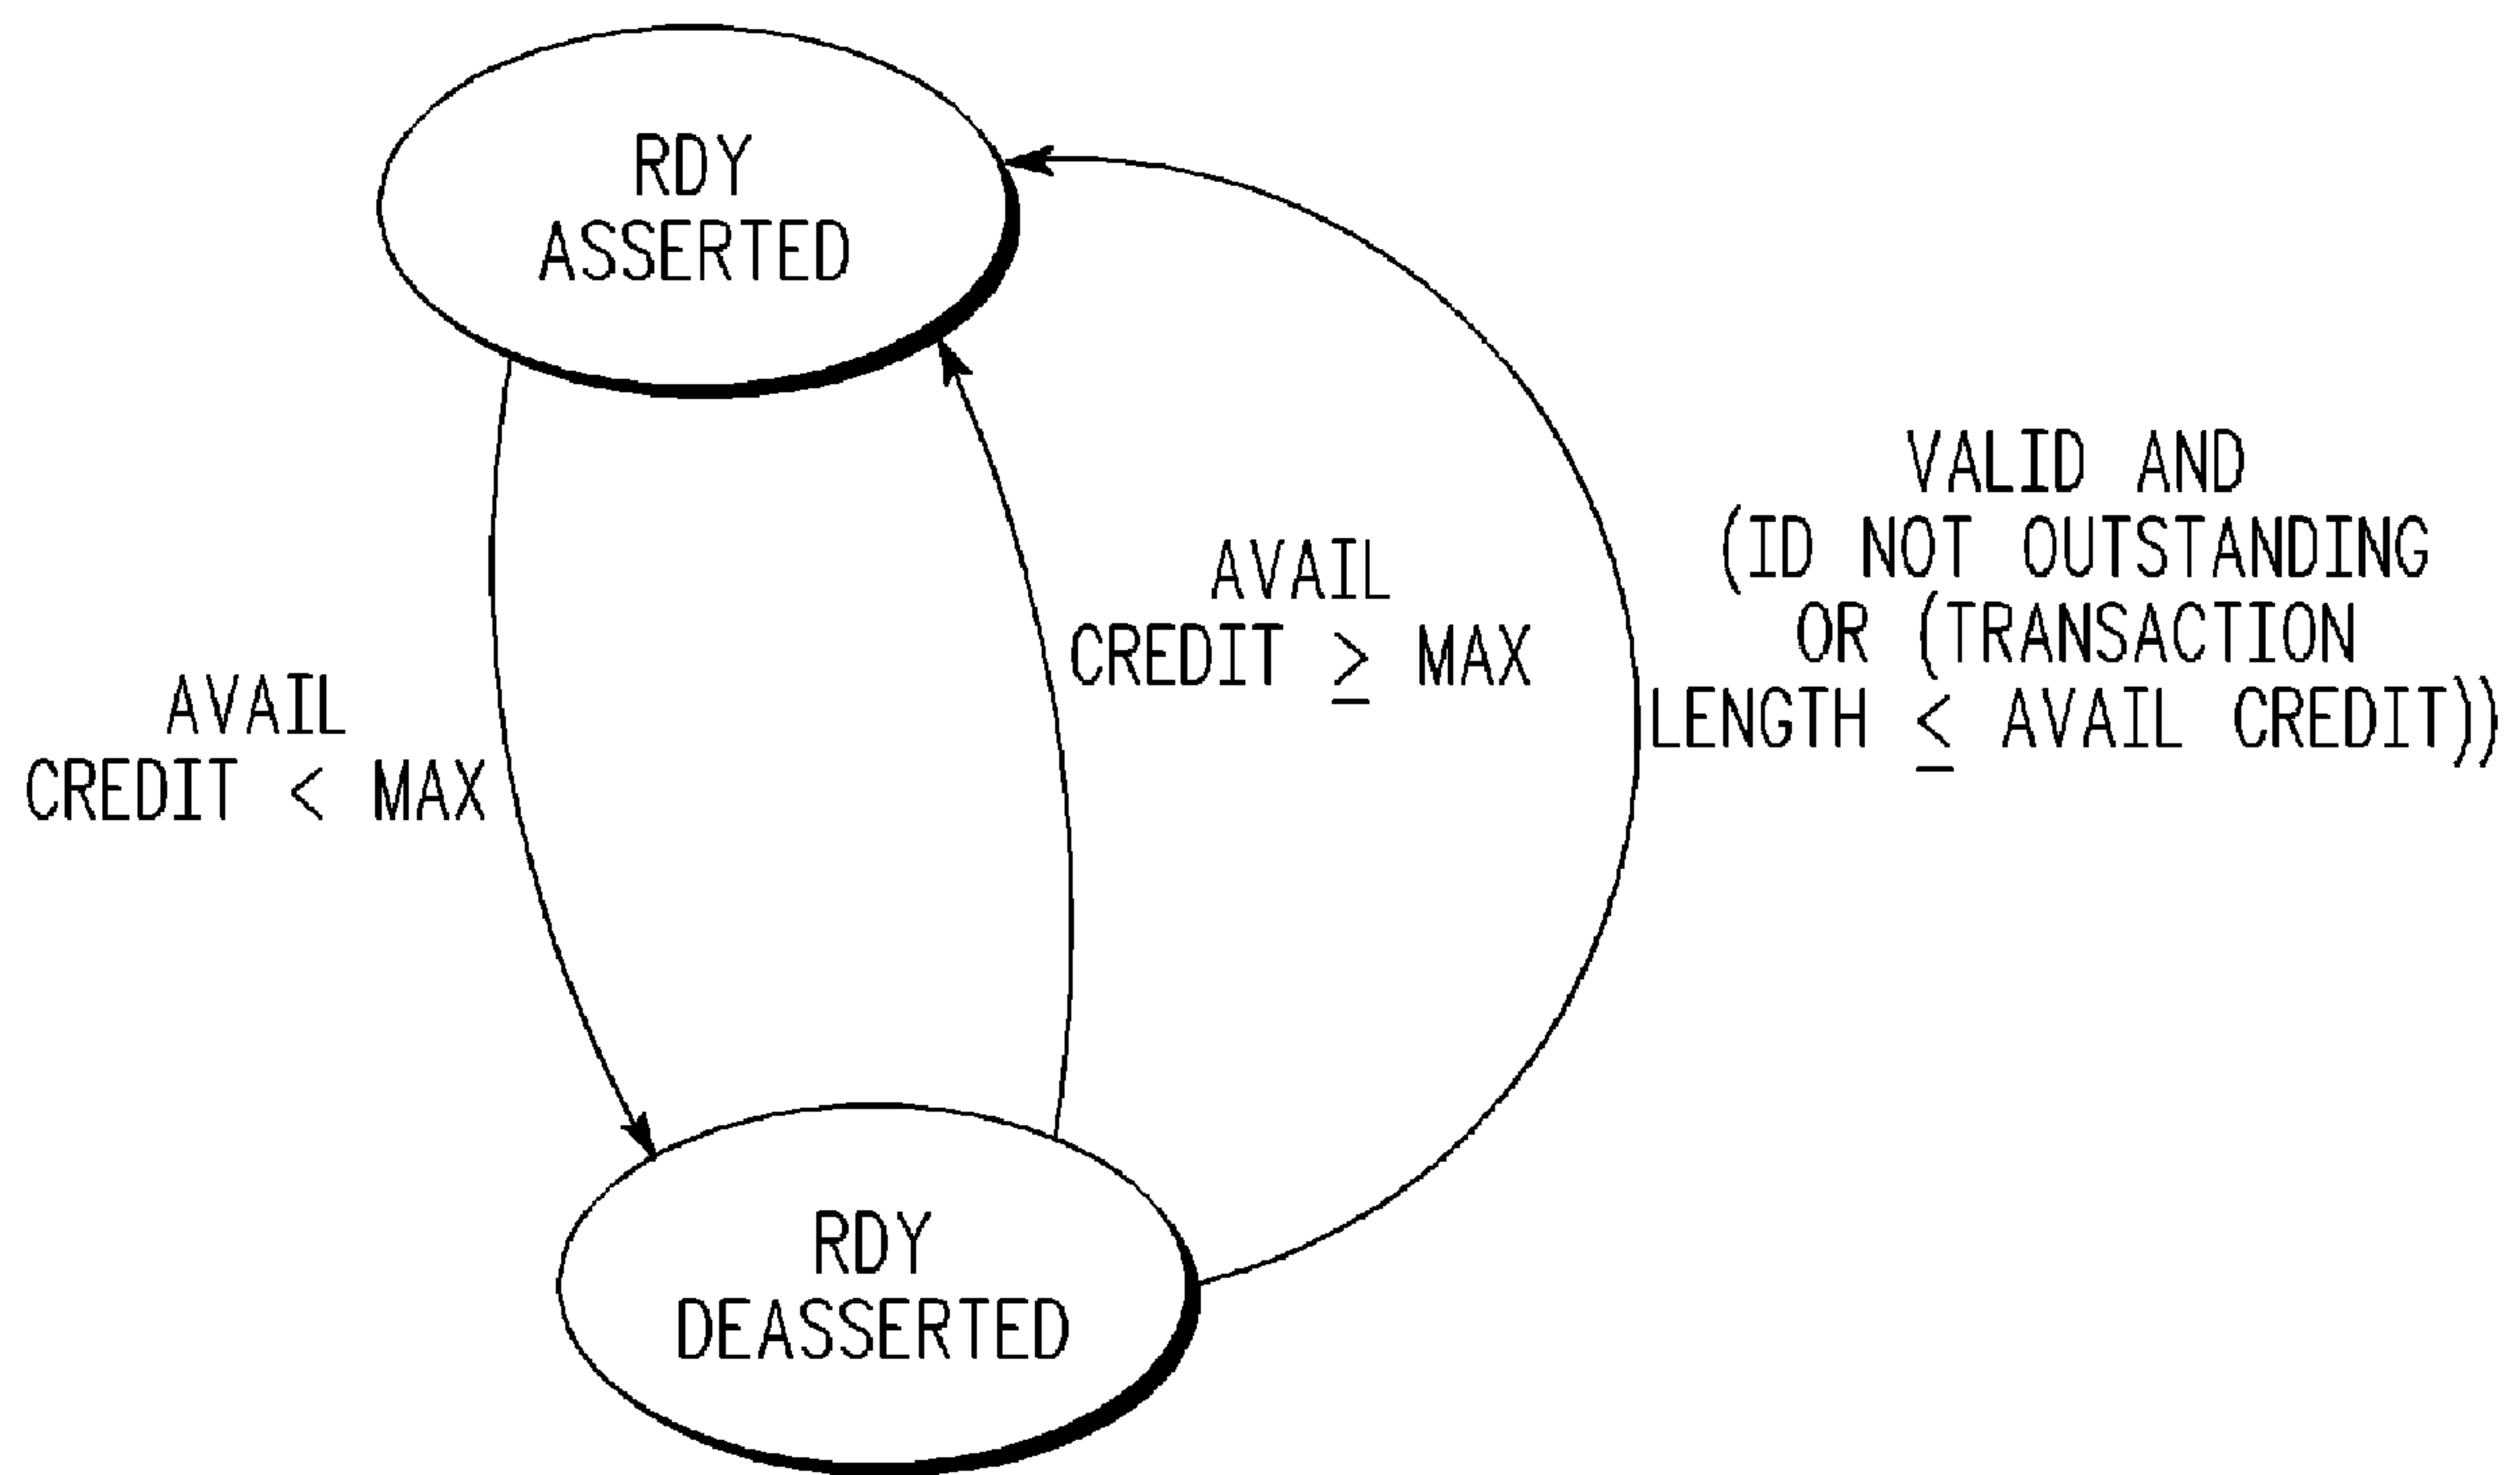 RDY
ASSERTED
VALID AND
(ID NOT OUTSTANDING
OR (TRANSACTION
LENGTH ≤ AVAIL CREDIT))
AVAIL
CREDIT ≥ MAX
AVAIL
CREDIT < MAX
RDY
DEASSERTED